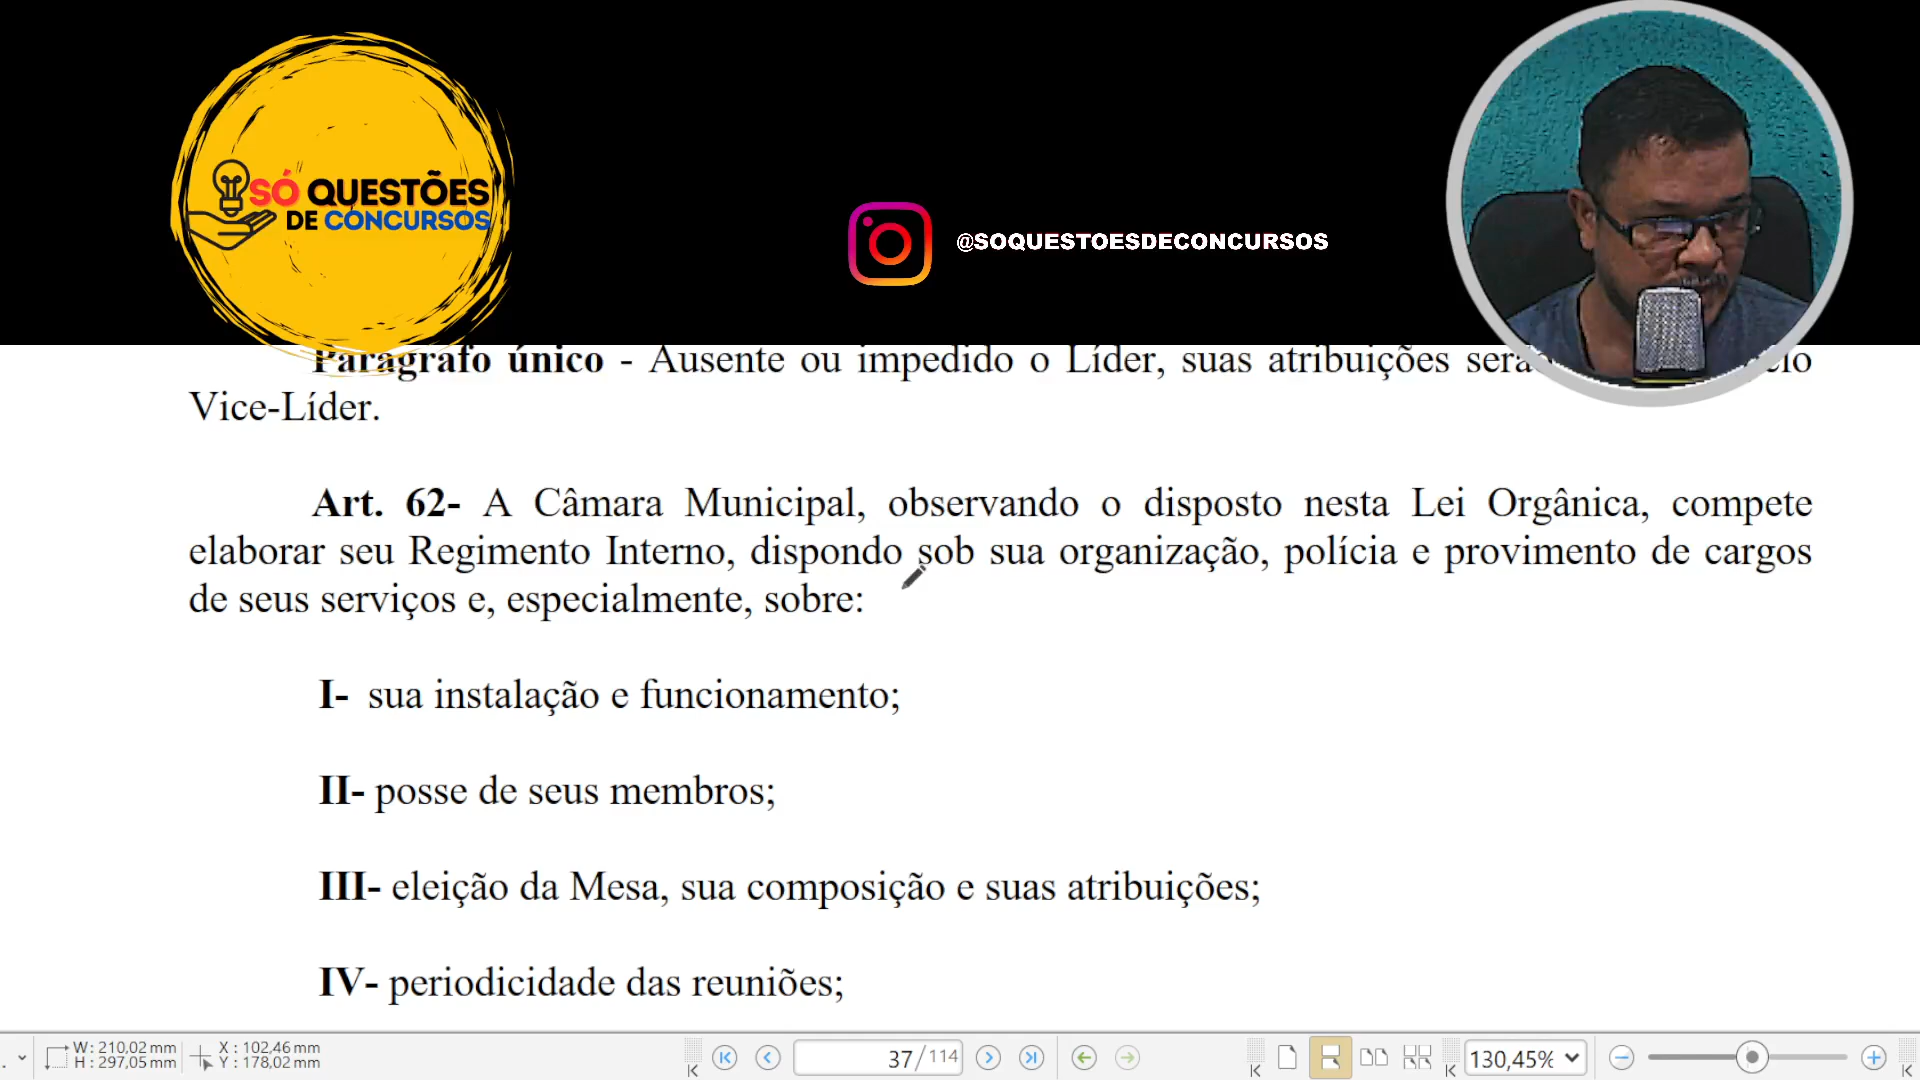 SÓ QUESTÕES
DE CONCURSOS
@SOQUESTOESDECONCURSOS
Parágrafo único - Ausente ou impedido o Líder, suas atribuições
Vice-Líder.
Art. 62- A Câmara Municipal, observando o disposto nesta Lei Orgânica, compete
elaborar seu Regimento Interno, dispondo sob sua organização, polícia e provimento de cargos
de seus serviços e, especialmente, sobre:
I- sua instalação e funcionamento;
II- posse de seus membros;
III- eleição da Mesa, sua composição e suas atribuições;
IV- periodicidade das reuniões;
W: 210,02 mm
H: 297,05 mm
X : 102,46 mm
Y : 178,02 mm
37 / 114
130,45%